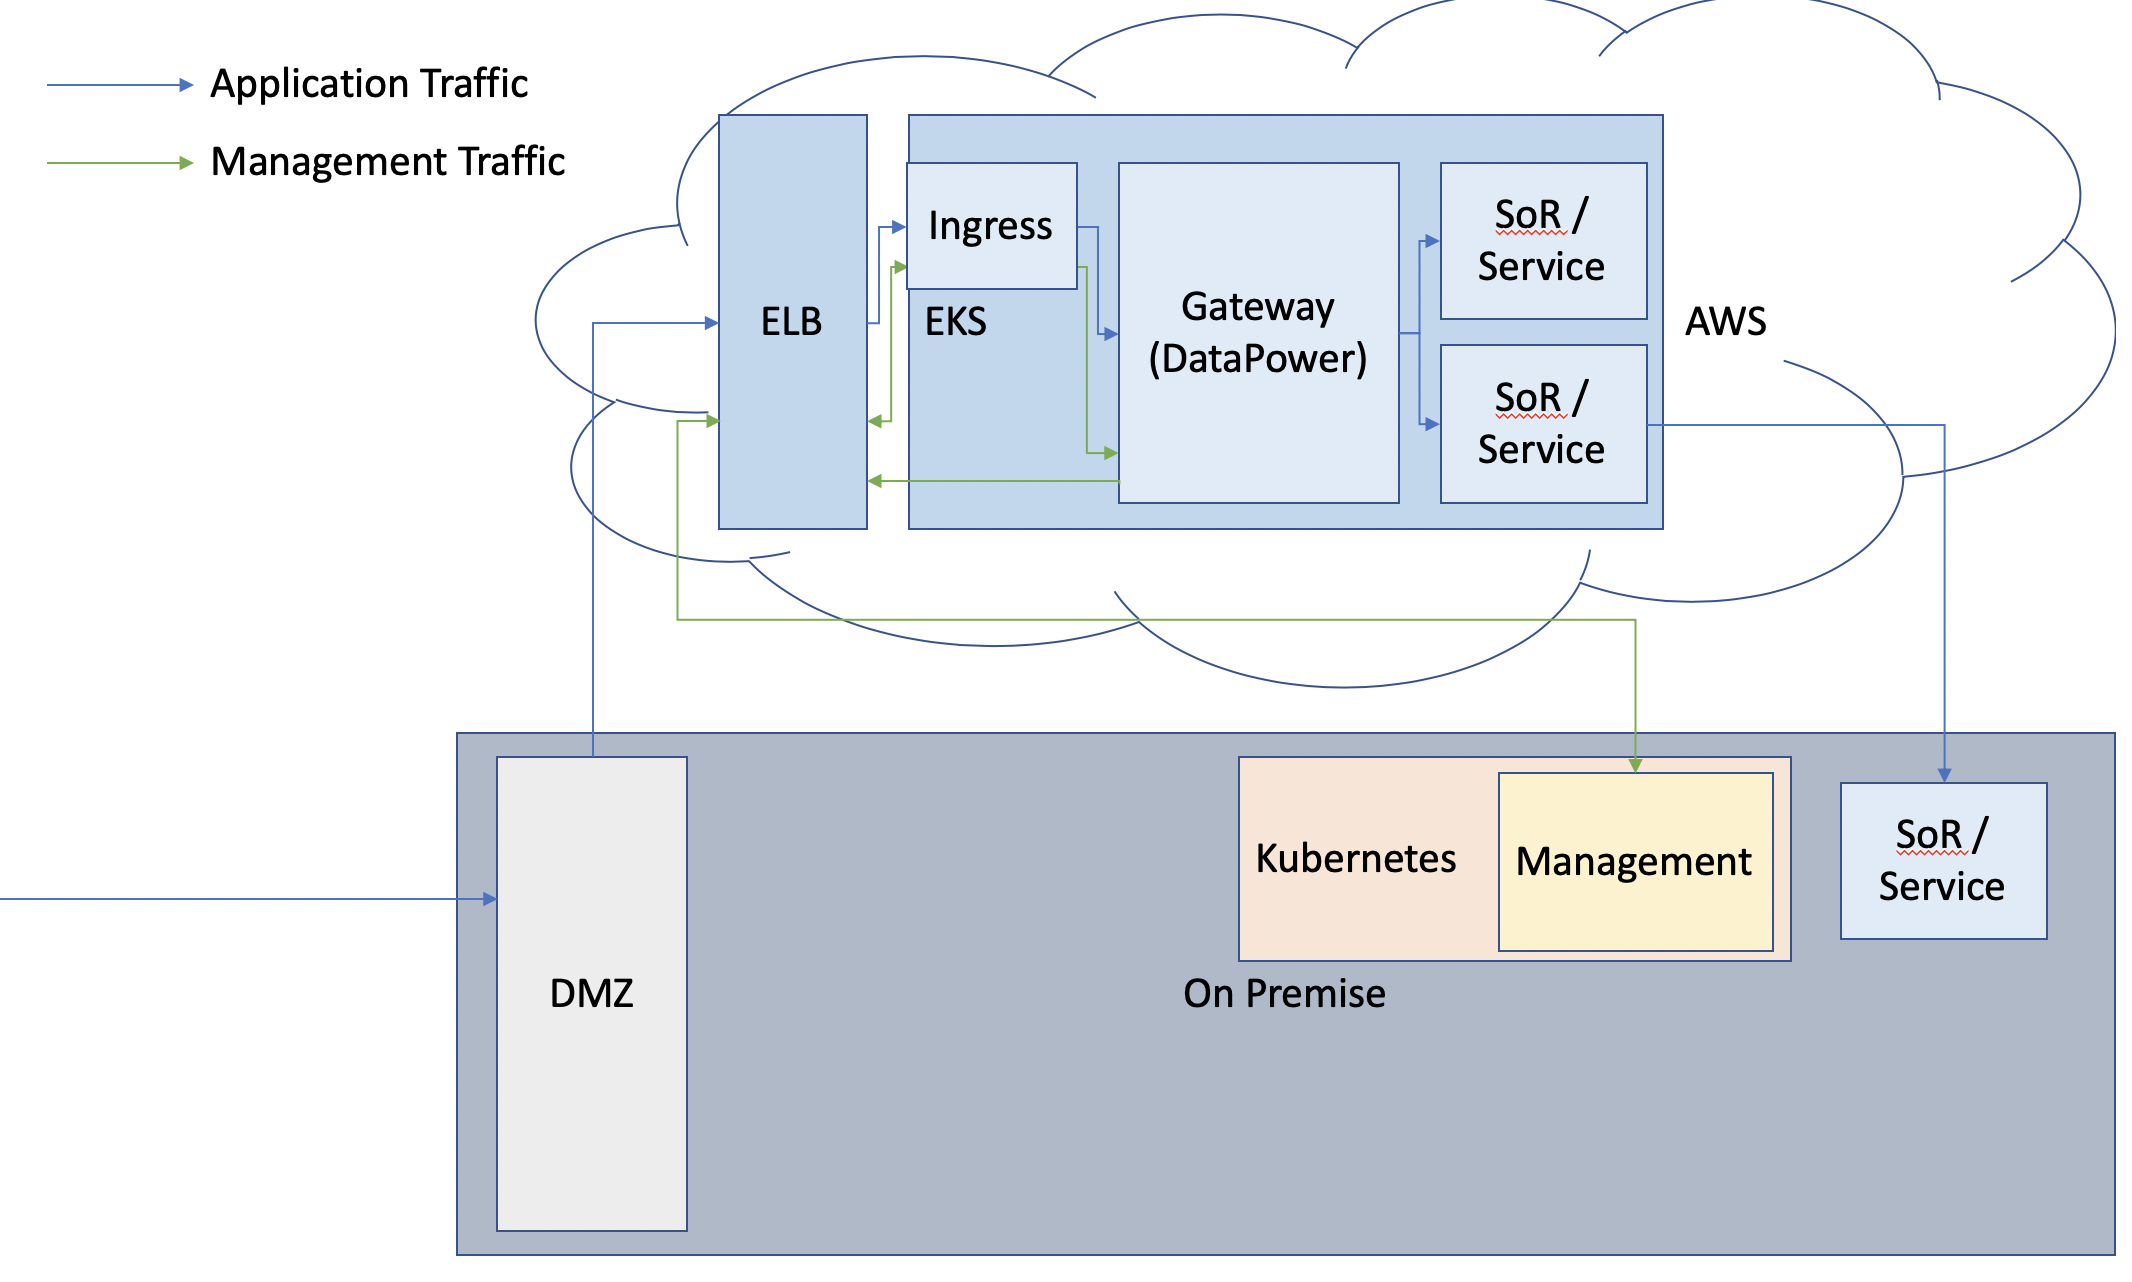 Application Traffic
Management Traffic
ELB
Ingress
EKS
Gateway
(DataPower)
SoR /
Service
SoR /
Service
AWS
DMZ
Kubernetes
Management
SoR /
Service
On Premise